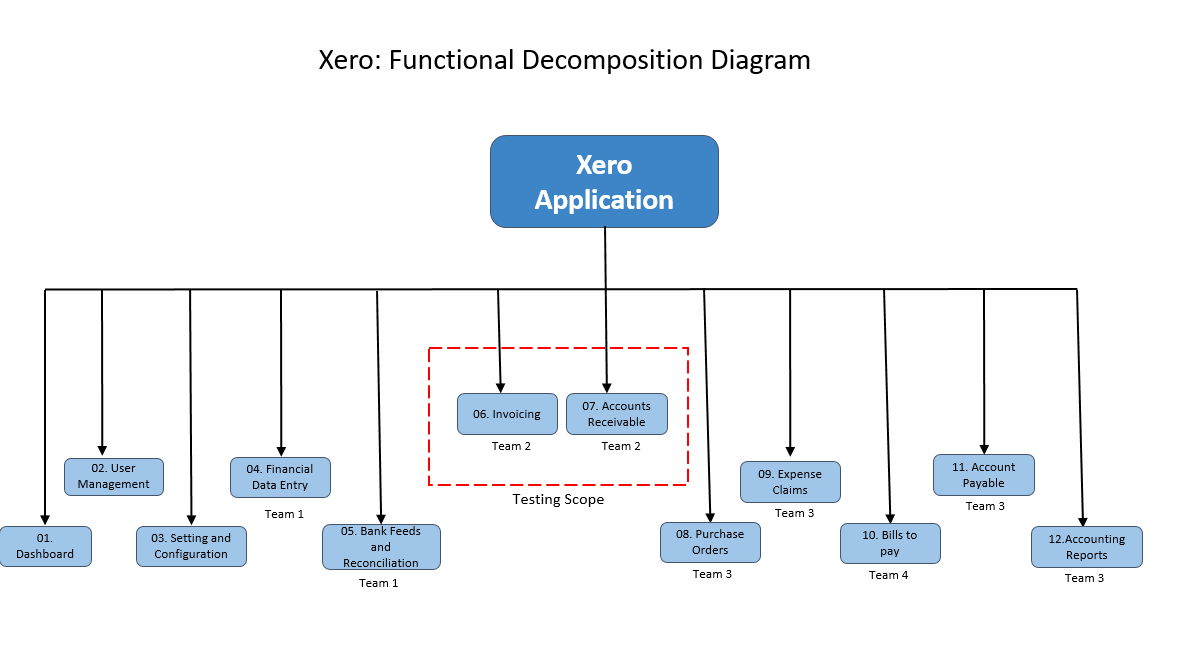 Xero: Functional Decomposition Diagram
Xero
Application
06. Invoicing
Team 2
07. Accounts
Receivable
Team 2
Testing Scope
01.
Dashboard
02. User
Management
03. Setting and
Configuration
04. Financial
Data Entry
Team 1
05. Bank Feeds
and
Reconciliation
Team 1
08. Purchase
Orders
Team 3
09. Expense
Claims
Team 3
10. Bills to
pay
Team 4
11. Account
Payable
Team 3
12.Accounting
Reports
Team 3